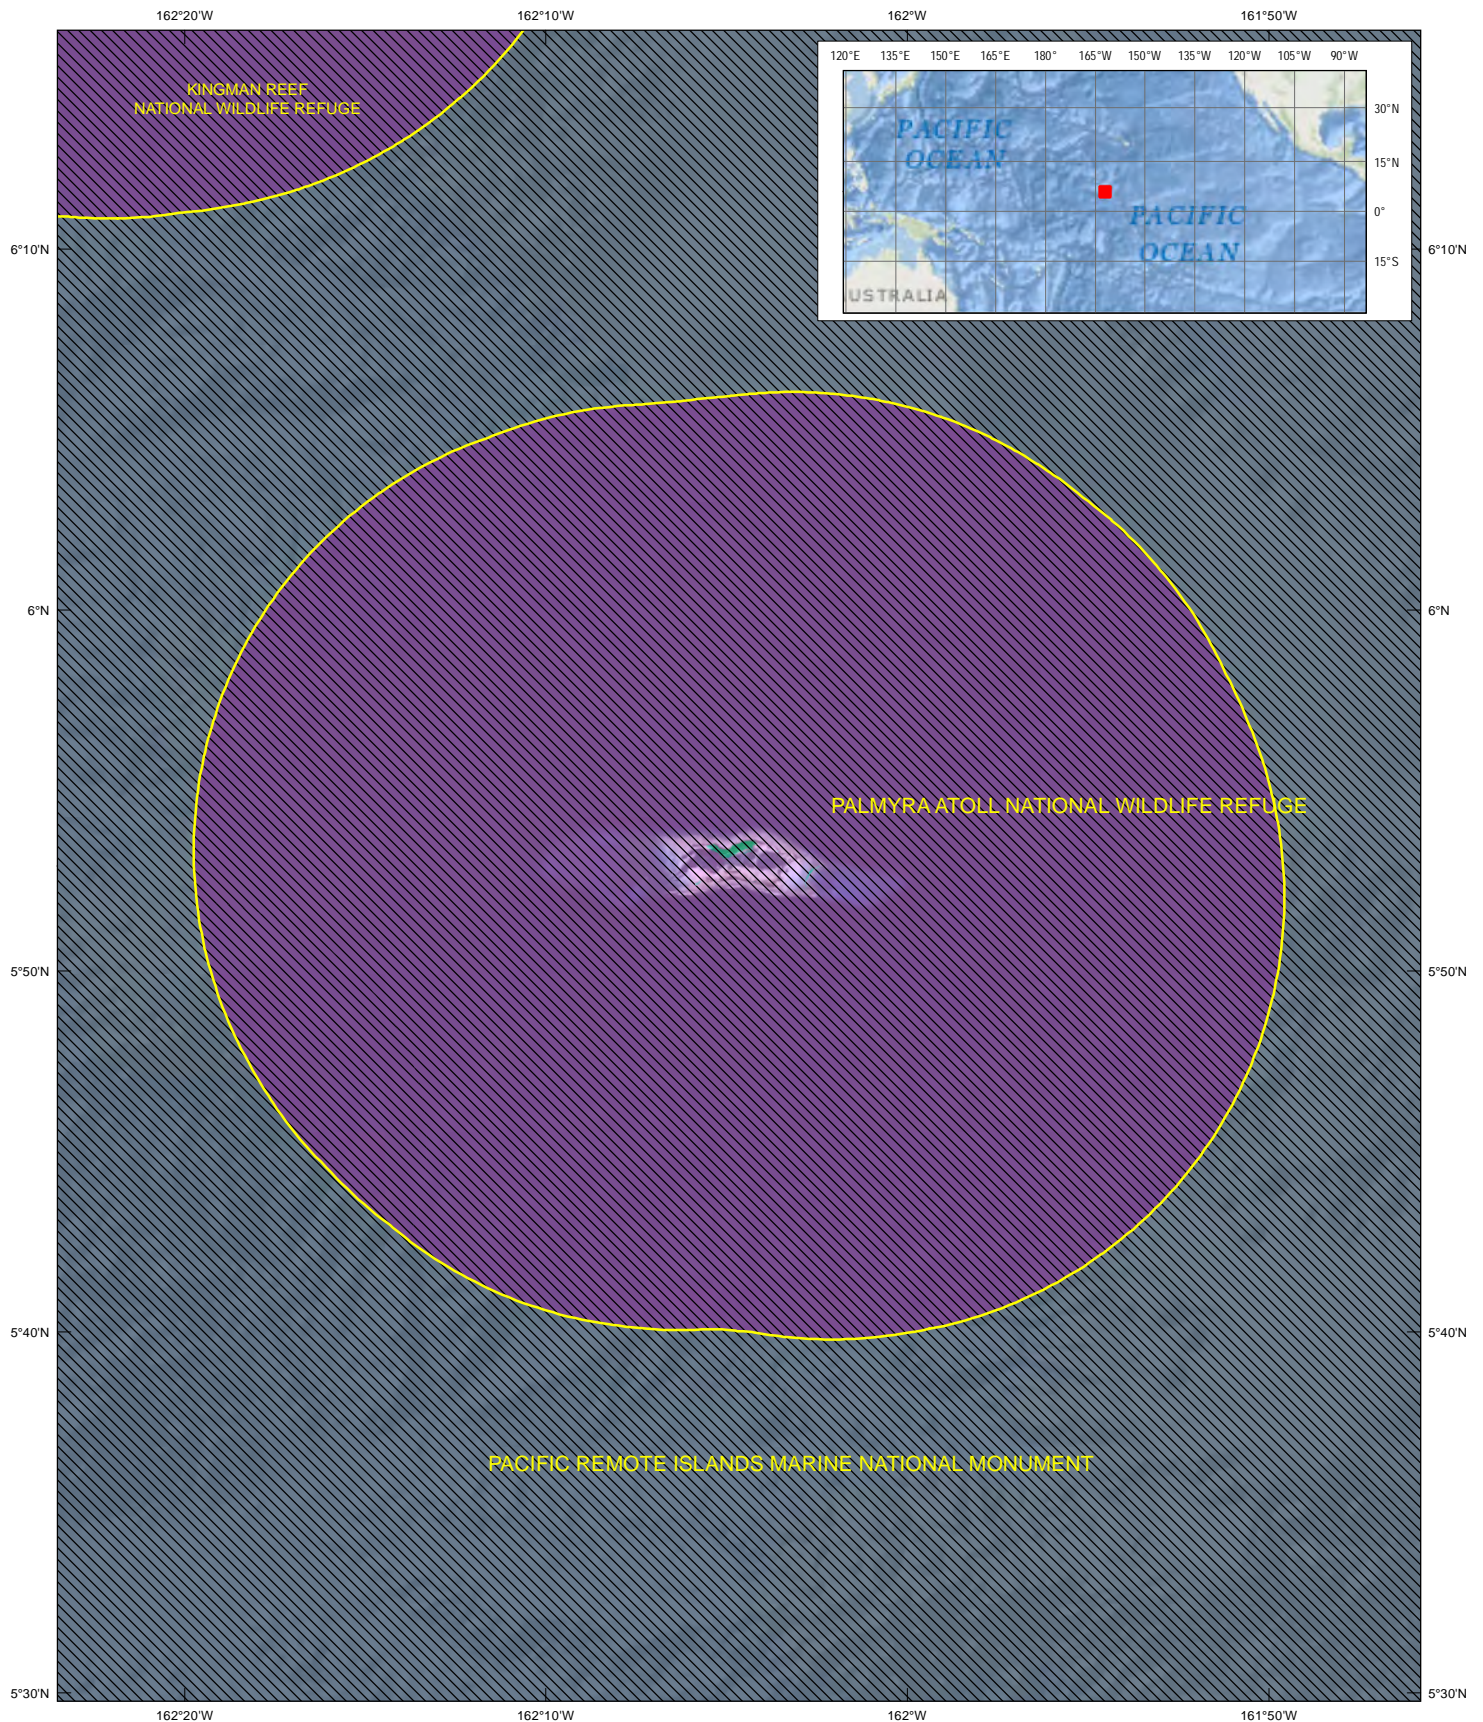 162°20'W 162°10'W 162°W 161°50'W
KINGMAN REEF
NATIONAL WILDLIFE REFUGE
120°E 135°E 150°E 165°E 180° 165°W 150°W 135°W 120°W 105°W 90°W
30°N
PACIFIC
OCEAN
15°N
0°
PACIFIC
OCEAN
15°S
USTRALIA
6°10'N 6°10'N
6°N 6°N
PALMYRA ATOLL NATIONAL WILDLIFE REFUGE
5°50'N 5°50'N
5°40'N 5°40'N
PACIFIC REMOTE ISLANDS MARINE NATIONAL MONUMENT
5°30'N 5°30'N
162°20'W 162°10'W 162°W 161°50'W